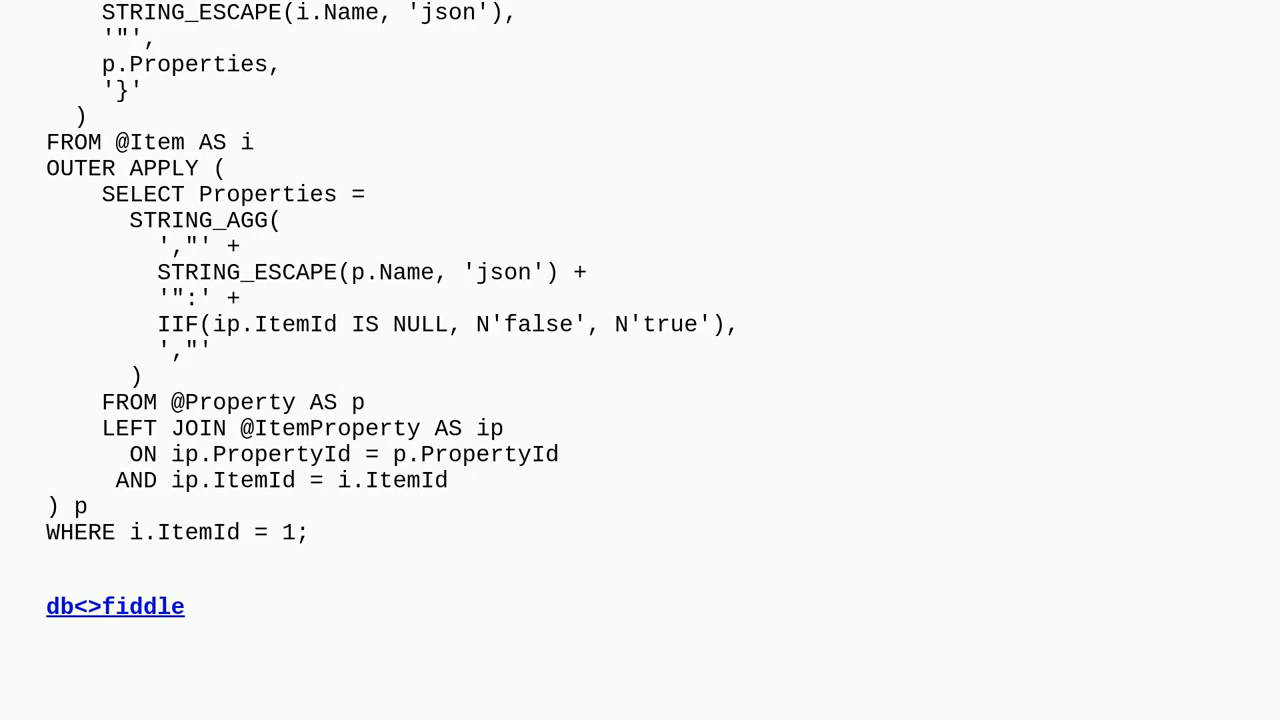 STRING_ESCAPE(i.Name, 'json'),
'"',
p.Properties,
'}'
)
FROM @Item AS i
OUTER APPLY (
SELECT Properties =
STRING_AGG(
',"' +
STRING_ESCAPE(p.Name, 'json') +
'":' +
IIF(ip.ItemId IS NULL, N'false', N'true'),
',"'
)
FROM @Property AS p
LEFT JOIN @ItemProperty AS ip
ON ip.PropertyId = p.PropertyId
AND ip.ItemId = i.ItemId
) p
WHERE i.ItemId = 1;
db<>fiddle